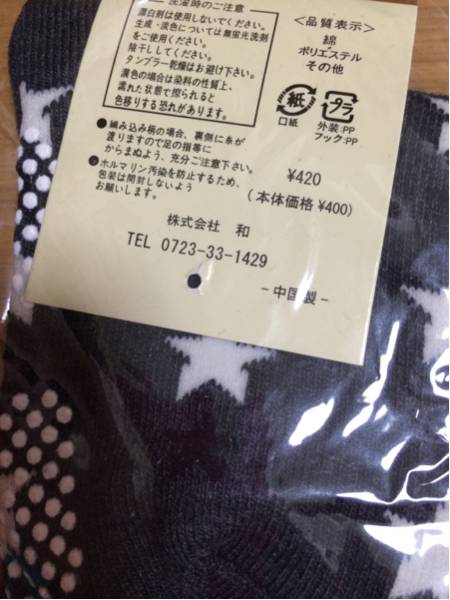 洗濯時のご注意
漂白剤は使用しないでください。
生成・淡色については無蛍光洗剤
をご使用ください。
陰干ししてください。
タンブラー乾燥はお避け下さい。
濃色の場合は染料の性質上、
濡れた状態で擦られると
色移りする恐れがあります。
●編み込み柄の場合、裏側に糸が
渡りますので足の指等に
からまぬよう、充分ご注意下さい。
●ホルマリン汚染を防止するため、
包装は開封しないよう
お願いします。
<品質表示>
綿
ポリエステル
その他
紙
口紙
プラ
外装:PP
フック:PP
¥420
(本体価格¥400)
株式会社 和
TEL 0723-33-1429
-中国製-